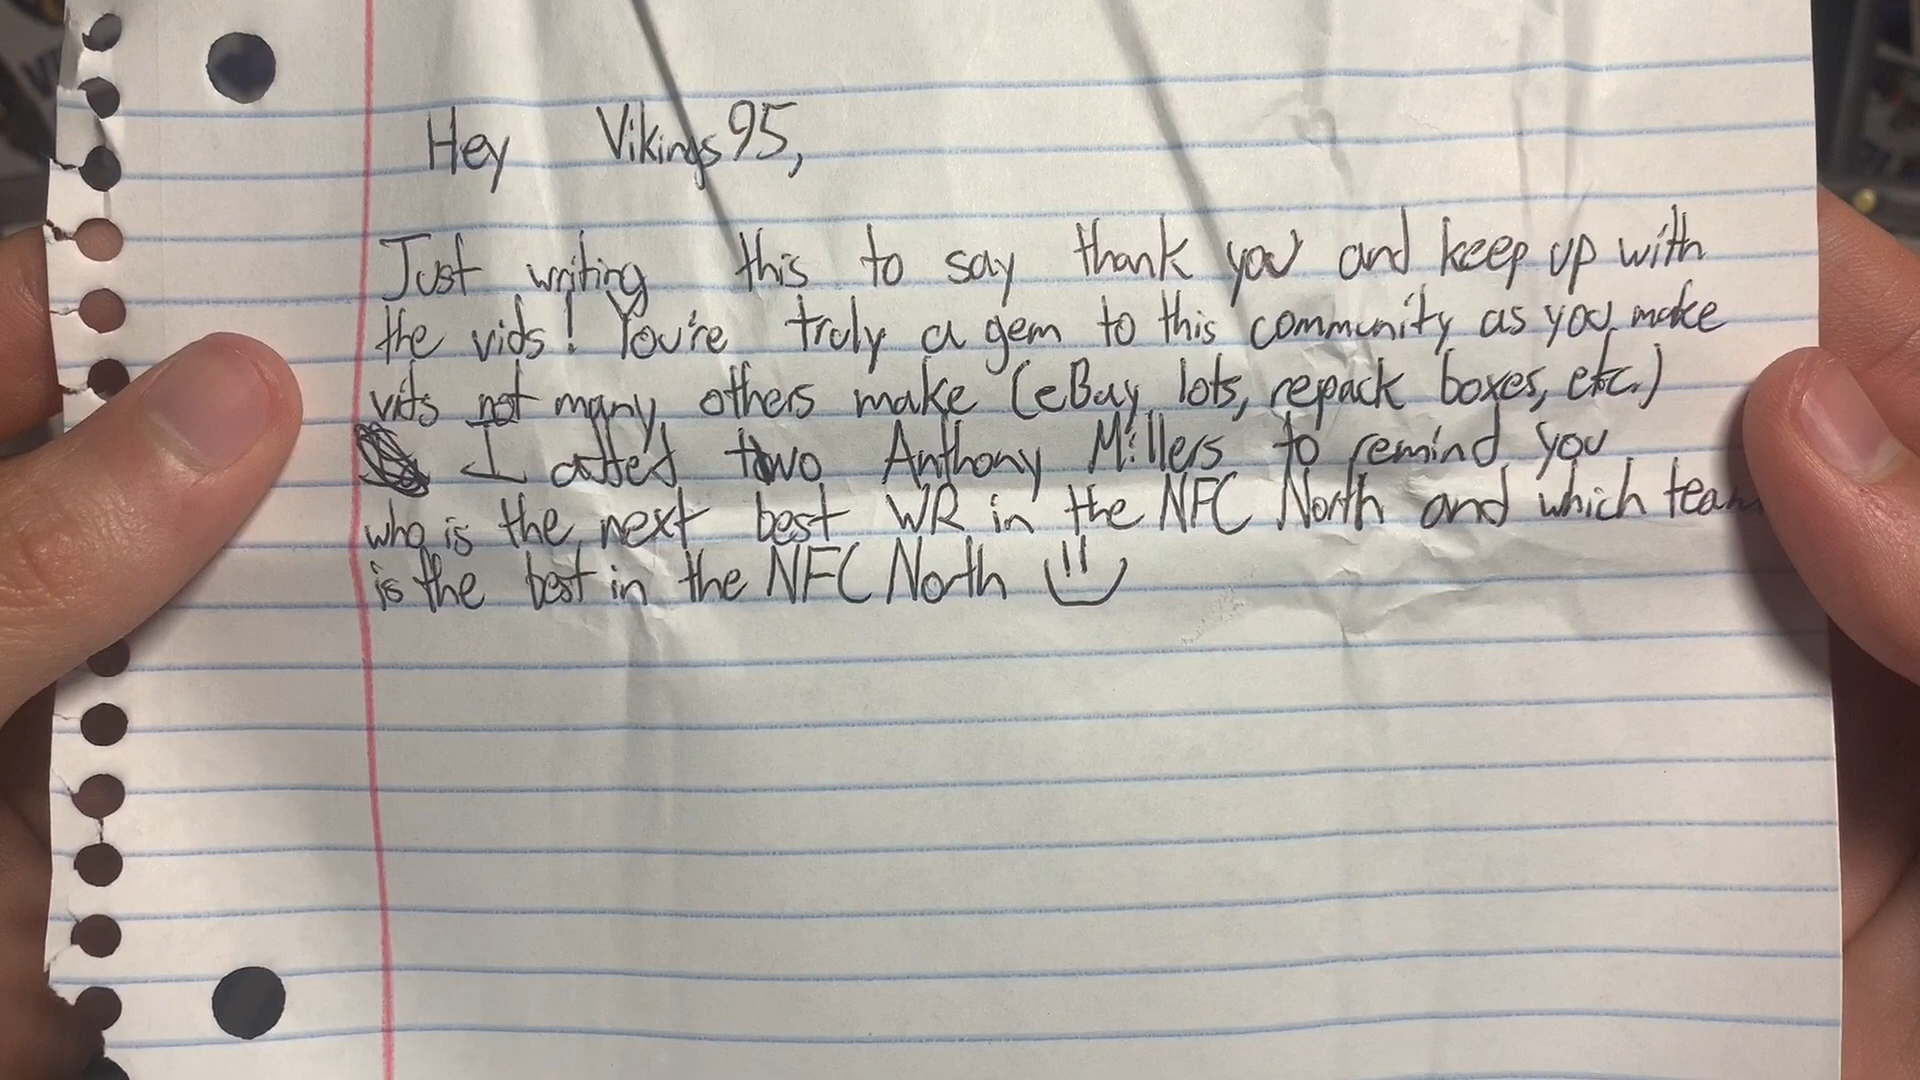 Hey Vikings95,
Just writing this to say thank you and keep up with
the vids! You're truly a gem to this community as you make
vids not many others make (eBay lots, repack boxes, etc.)
I added two Anthony Millers to remind you
who is the next best WR in the NFC North and which team
is the best in the NFC North